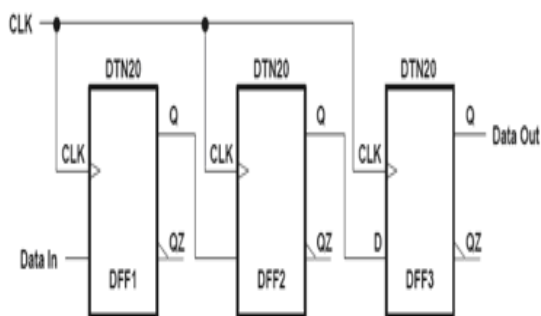 CLK
DTN20 DTN20 DTN20
Q Q Q
Data Out
CLK CLK CLK
QZ QZ QZ
Data In D
DFF1 DFF2 DFF3